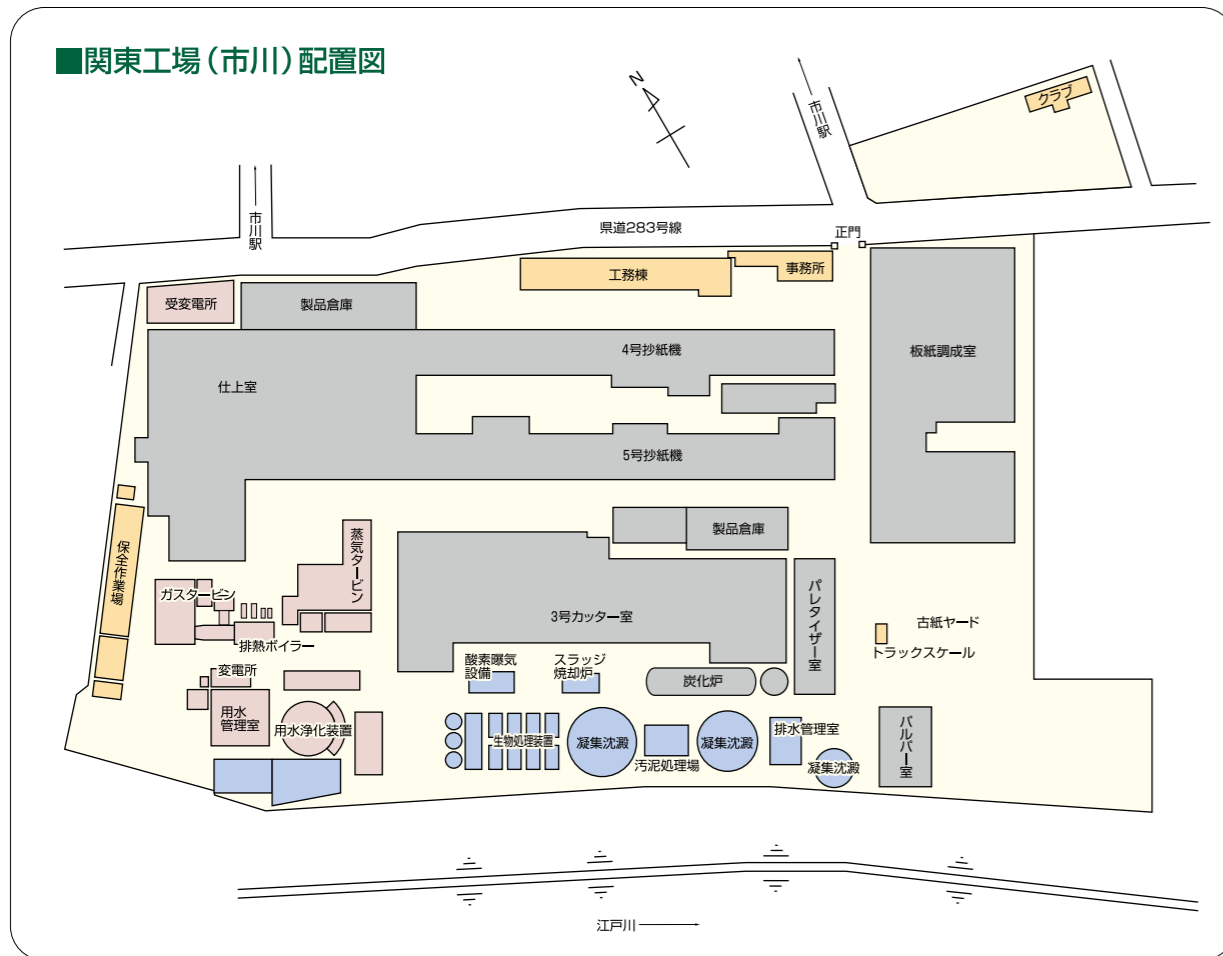 ■関東工場(市川)配置図
N
市川駅
クラブ
市川駅
県道283号線
正門
工務棟
事務所
受変電所
製品倉庫
4号抄紙機
板紙調成室
仕上室
5号抄紙機
製品倉庫
蒸気タービン
保全作業場
ガスタービン
パレタイザー室
3号カッター室
古紙ヤード
トラックスケール
排熱ボイラー
酸素曝気
設備
スラッジ
焼却炉
変電所
炭化炉
用水
管理室
用水浄化装置
生物処理装置
凝集沈澱
凝集沈澱
排水管理室
パルパー室
汚泥処理場
凝集沈澱
江戸川